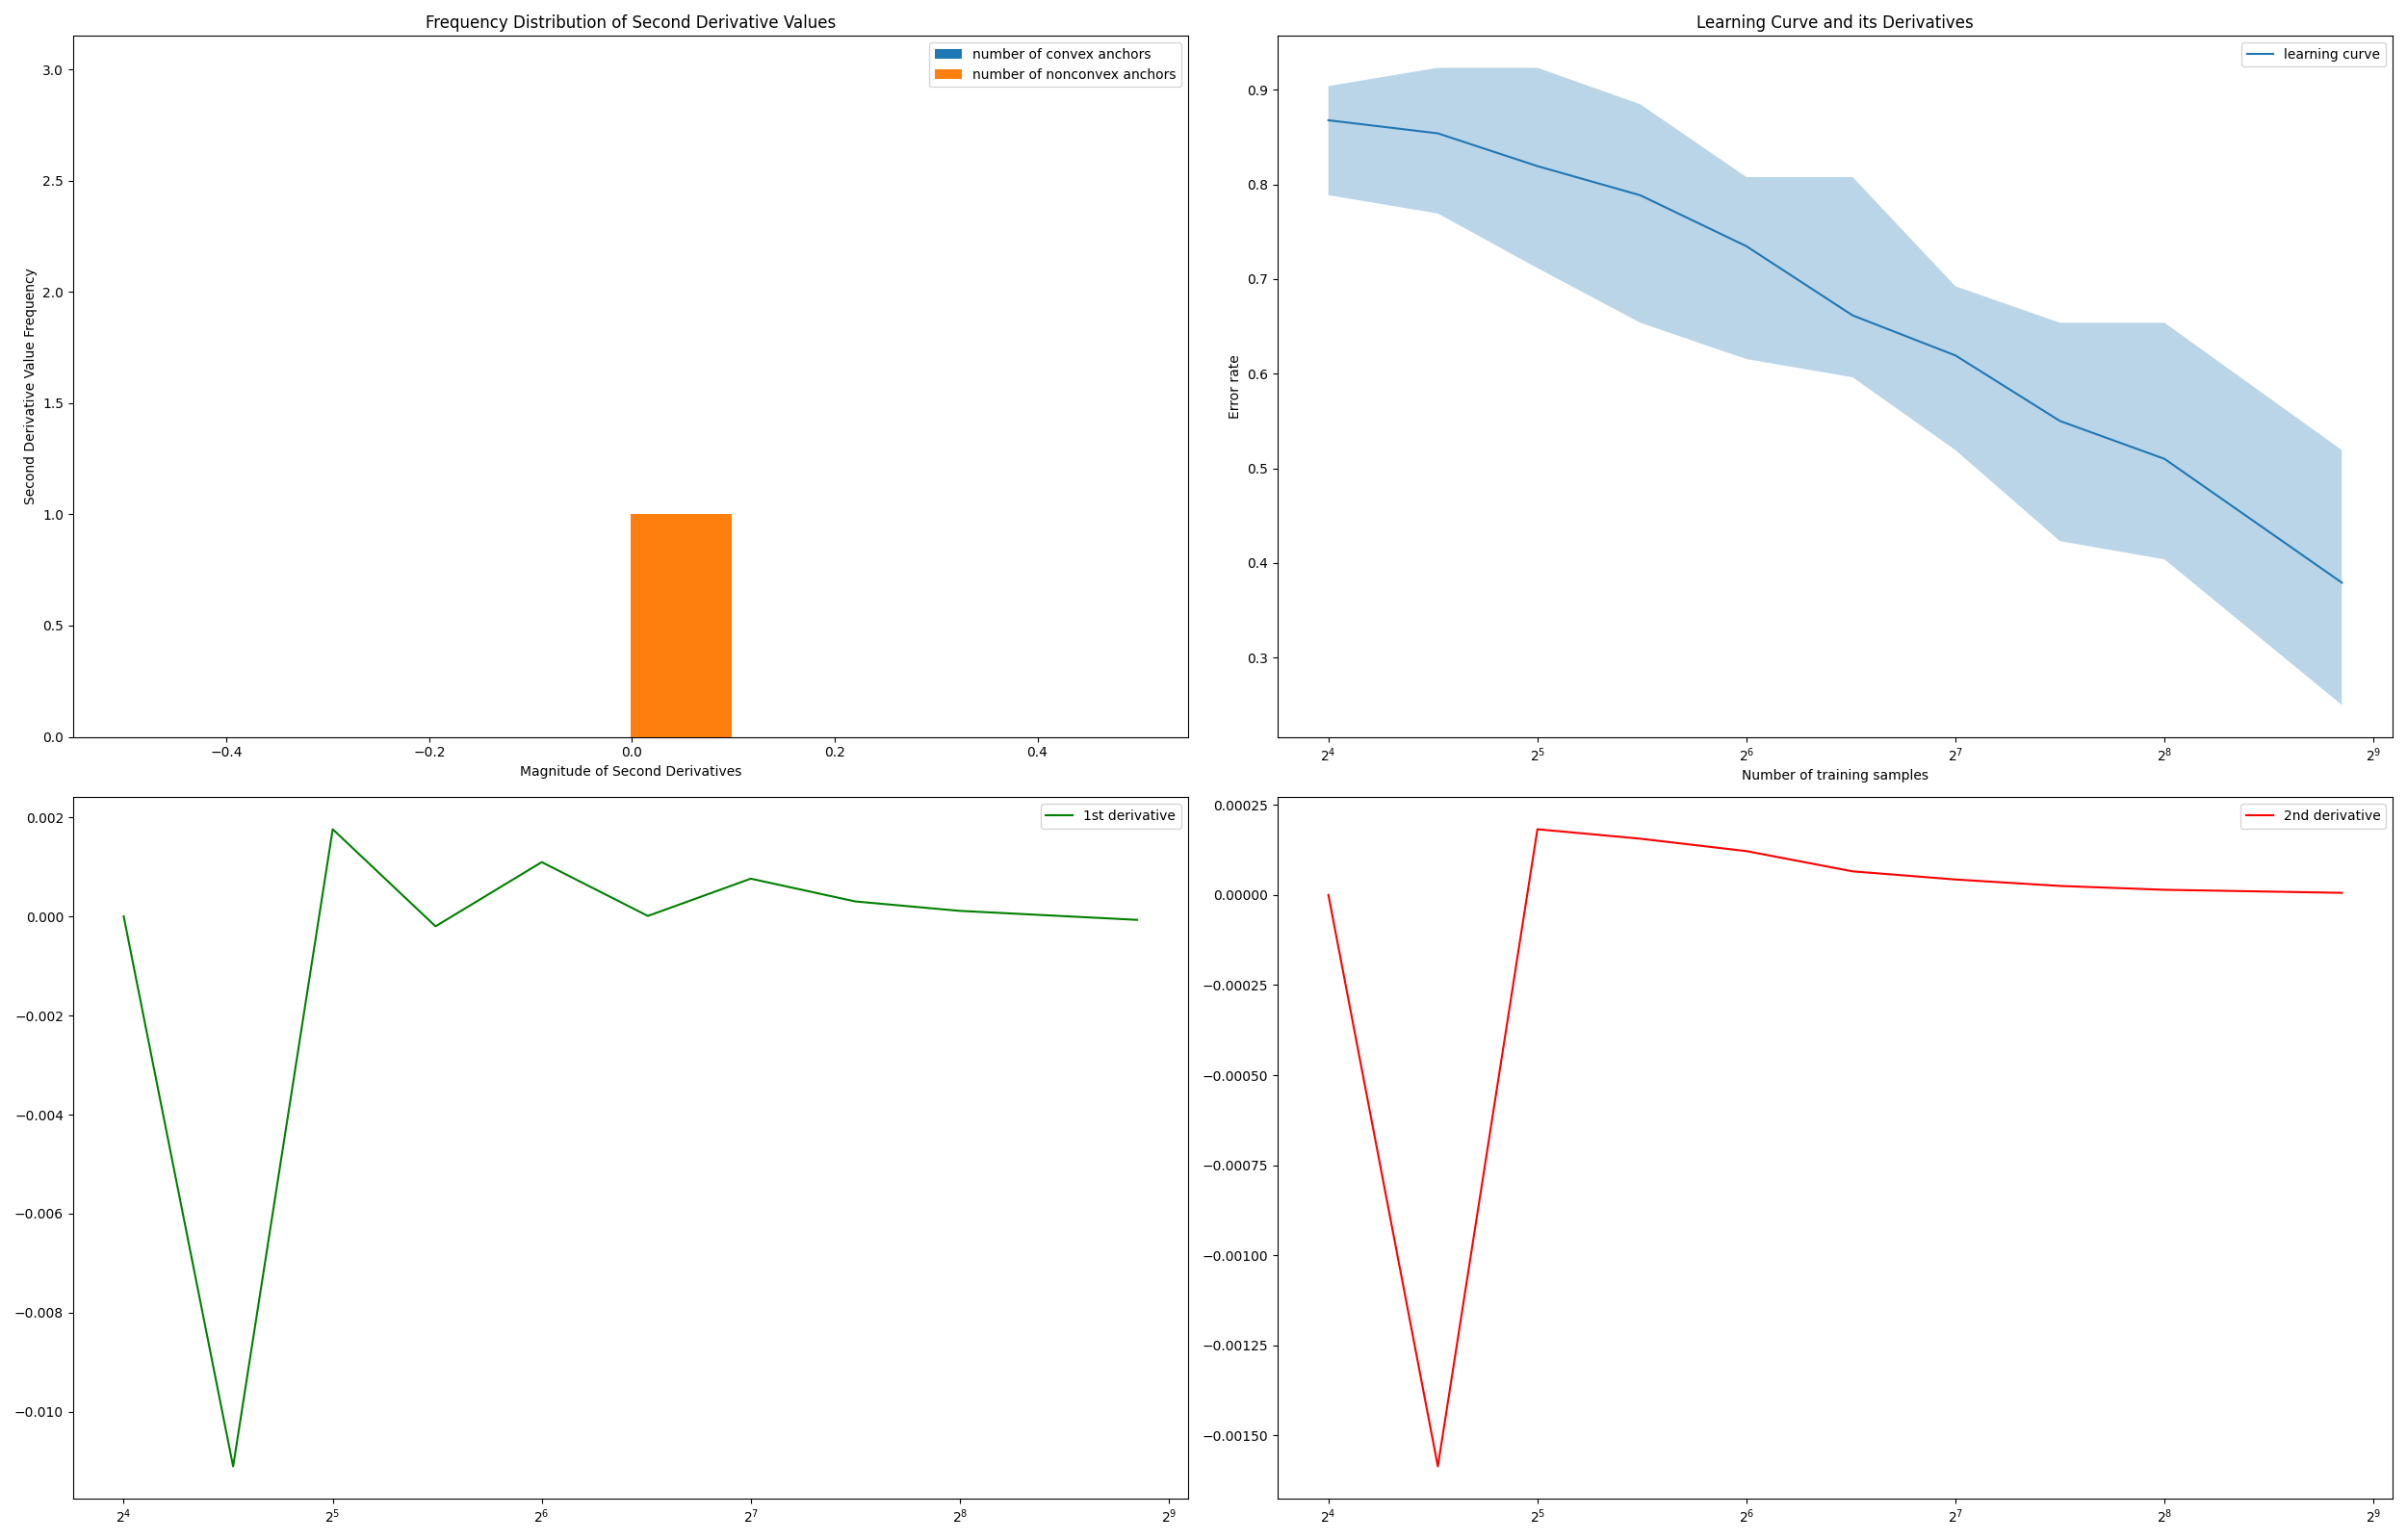 Frequency Distribution of Second Derivative Values
number of convex anchors
number of nonconvex anchors
3.0
2.5
2.0
1.5
1.0
0.5
0.0
Second Derivative Value Frequency
−0.4 −0.2 0.0 0.2 0.4
Magnitude of Second Derivatives
Learning Curve and its Derivatives
learning curve
0.9
0.8
0.7
0.6
0.5
0.4
0.3
Error rate
2⁴ 2⁵ 2⁶ 2⁷ 2⁸ 2⁹
Number of training samples
1st derivative
0.002
0.000
−0.002
−0.004
−0.006
−0.008
−0.010
2⁴ 2⁵ 2⁶ 2⁷ 2⁸ 2⁹
2nd derivative
0.00025
0.00000
−0.00025
−0.00050
−0.00075
−0.00100
−0.00125
−0.00150
2⁴ 2⁵ 2⁶ 2⁷ 2⁸ 2⁹